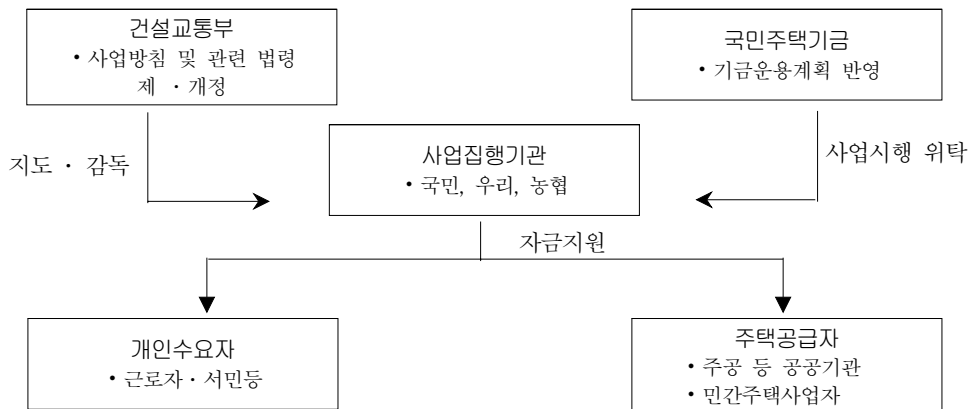 건설교통부
• 사업방침 및 관련 법령
제 · 개정
국민주택기금
• 기금운용계획 반영
지도 · 감독
사업집행기관
• 국민, 우리, 농협
사업시행 위탁
자금지원
개인수요자
• 근로자 · 서민등
주택공급자
• 주공 등 공공기관
• 민간주택사업자